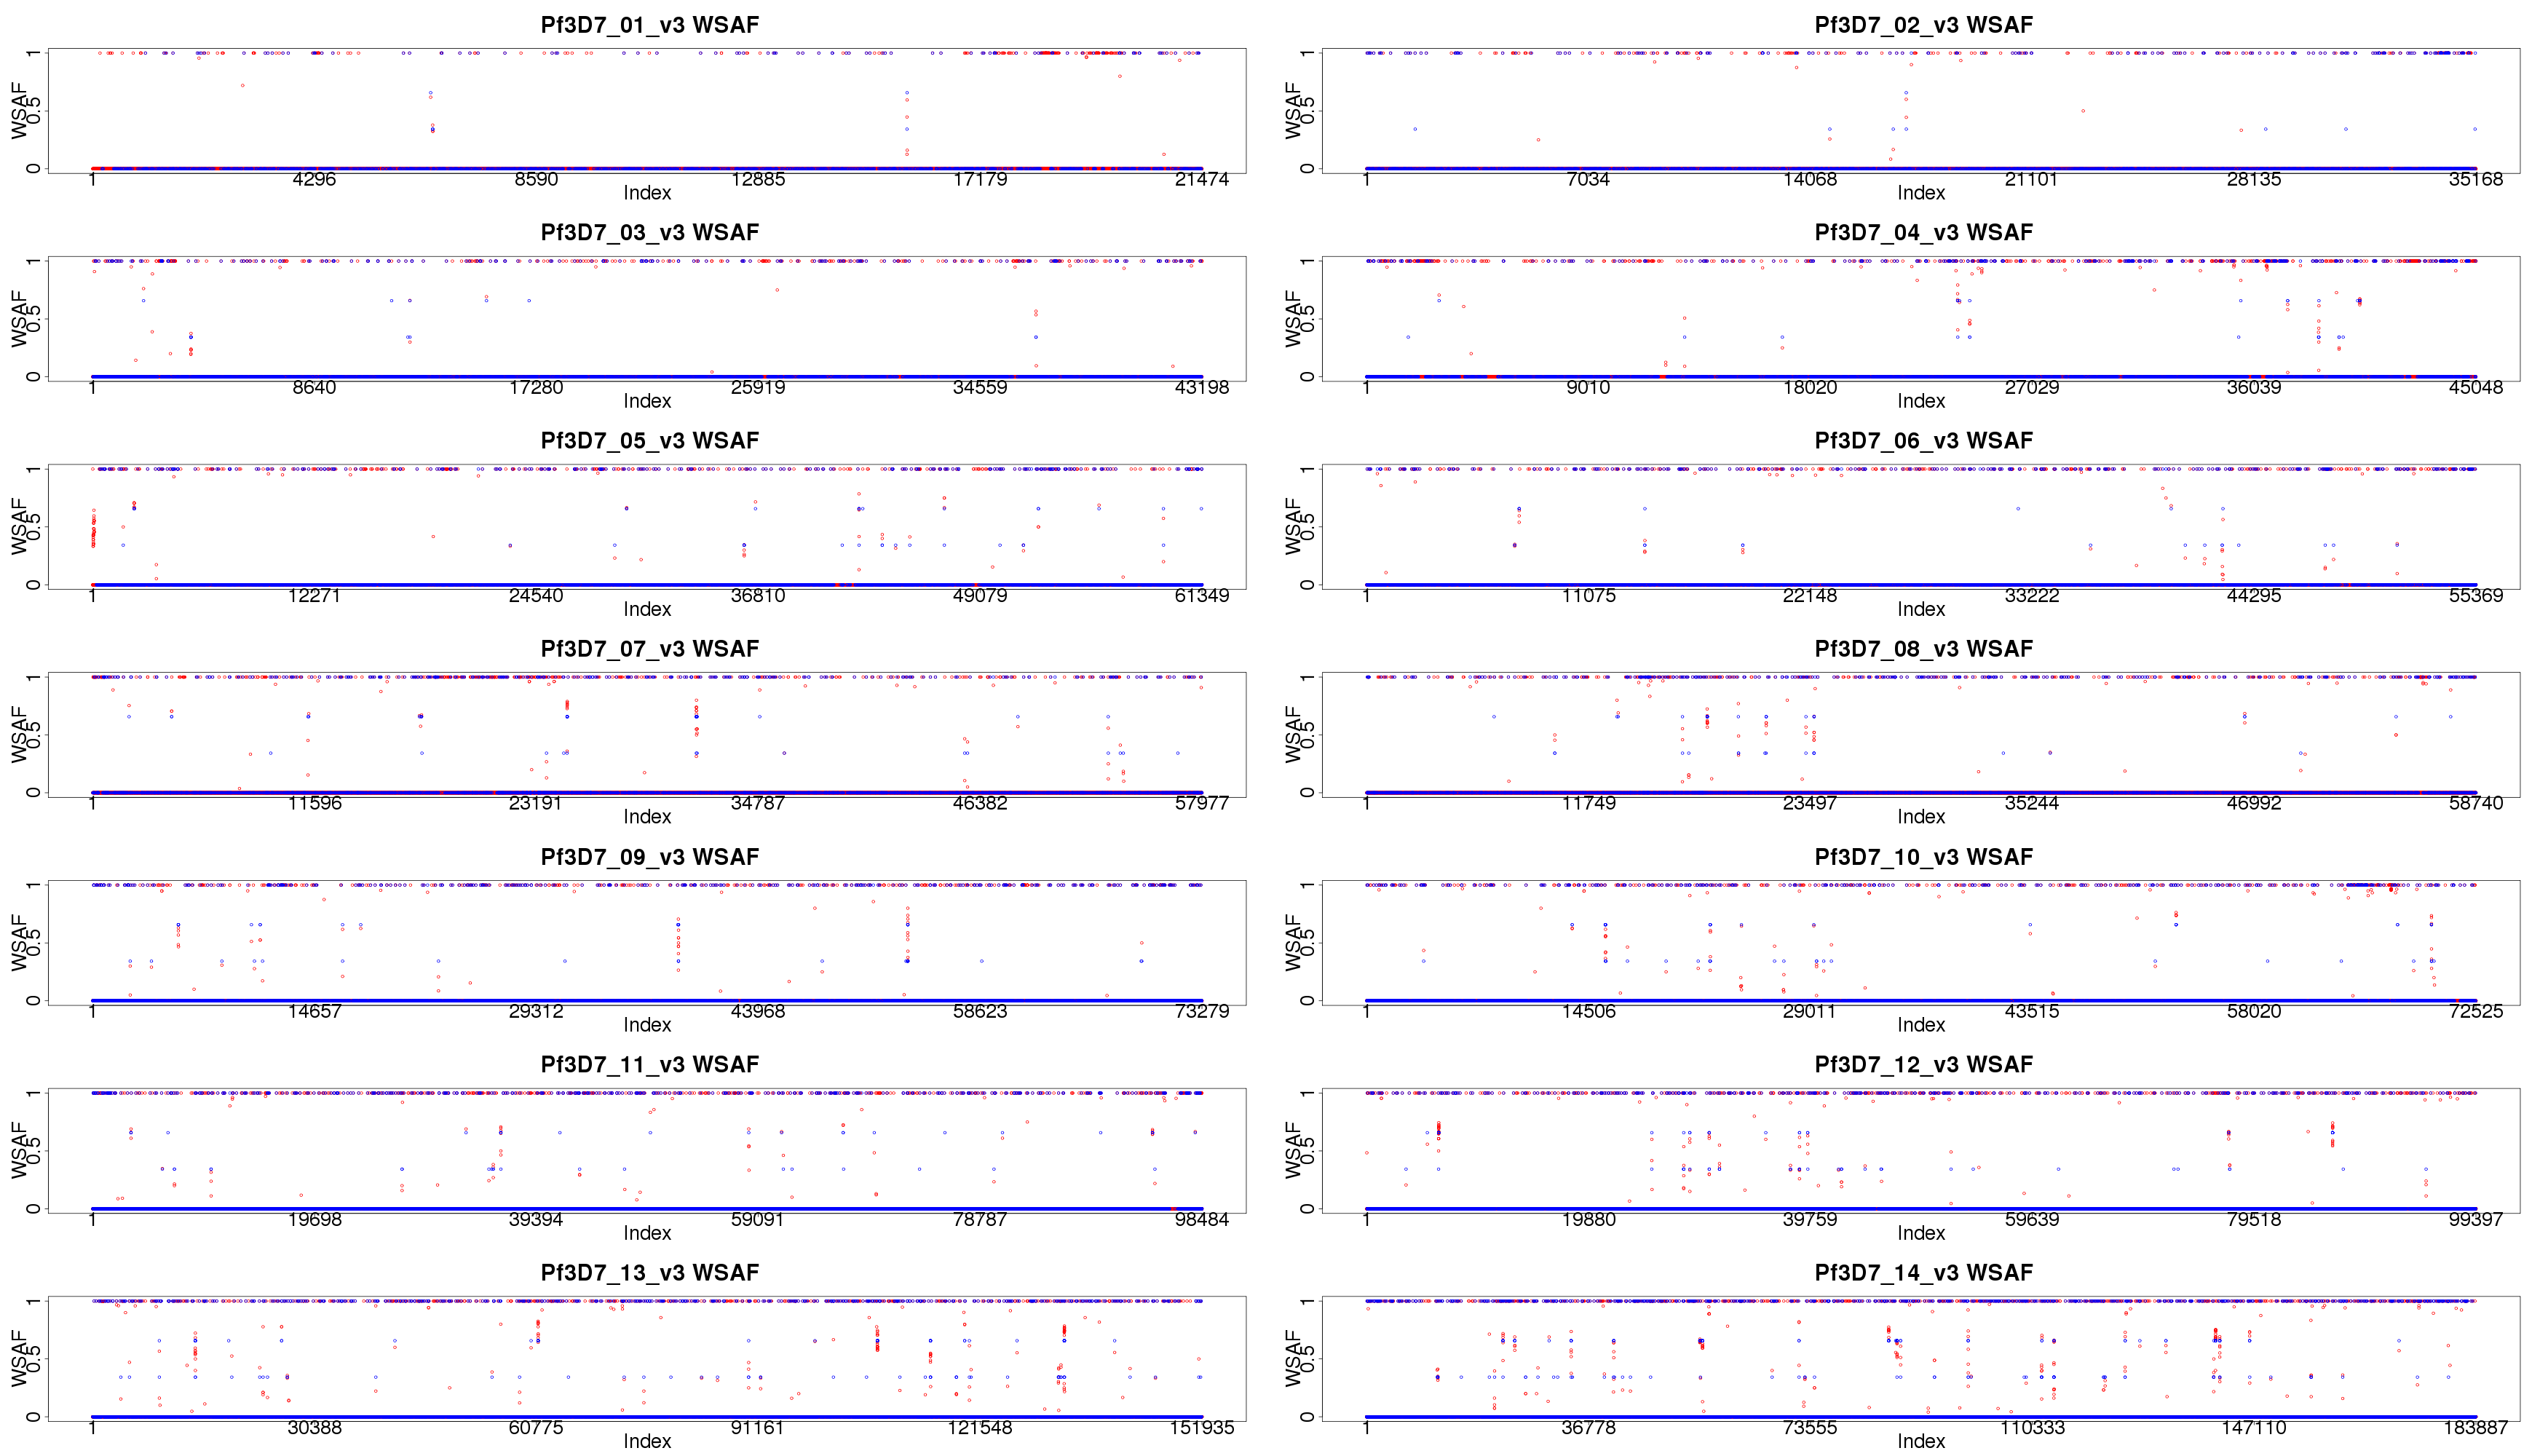 Pf3D7_01_v3 WSAF
WSAF
0 0.5 1
1 4296 8590 12885 17179 21474
Index
Pf3D7_02_v3 WSAF
WSAF
0 0.5 1
1 7034 14068 21101 28135 35168
Index
Pf3D7_03_v3 WSAF
WSAF
0 0.5 1
1 8640 17280 25919 34559 43198
Index
Pf3D7_04_v3 WSAF
WSAF
0 0.5 1
1 9010 18020 27029 36039 45048
Index
Pf3D7_05_v3 WSAF
WSAF
0 0.5 1
1 12271 24540 36810 49079 61349
Index
Pf3D7_06_v3 WSAF
WSAF
0 0.5 1
1 11075 22148 33222 44295 55369
Index
Pf3D7_07_v3 WSAF
WSAF
0 0.5 1
1 11596 23191 34787 46382 57977
Index
Pf3D7_08_v3 WSAF
WSAF
0 0.5 1
1 11749 23497 35244 46992 58740
Index
Pf3D7_09_v3 WSAF
WSAF
0 0.5 1
1 14657 29312 43968 58623 73279
Index
Pf3D7_10_v3 WSAF
WSAF
0 0.5 1
1 14506 29011 43515 58020 72525
Index
Pf3D7_11_v3 WSAF
WSAF
0 0.5 1
1 19698 39394 59091 78787 98484
Index
Pf3D7_12_v3 WSAF
WSAF
0 0.5 1
1 19880 39759 59639 79518 99397
Index
Pf3D7_13_v3 WSAF
WSAF
0 0.5 1
1 30388 60775 91161 121548 151935
Index
Pf3D7_14_v3 WSAF
WSAF
0 0.5 1
1 36778 73555 110333 147110 183887
Index